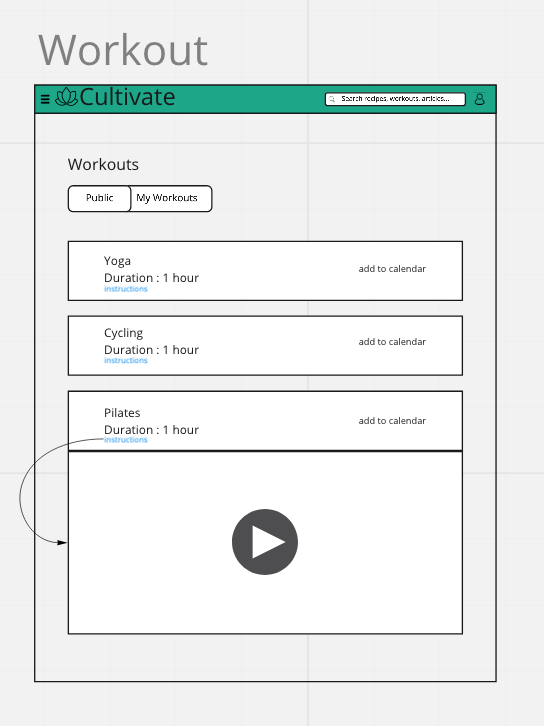 Workout
Cultivate
Search recipes, workouts, articles...
Workouts
Public
My Workouts
Yoga
Duration : 1 hour
instructions
add to calendar
Cycling
Duration : 1 hour
instructions
add to calendar
Pilates
Duration : 1 hour
instructions
add to calendar